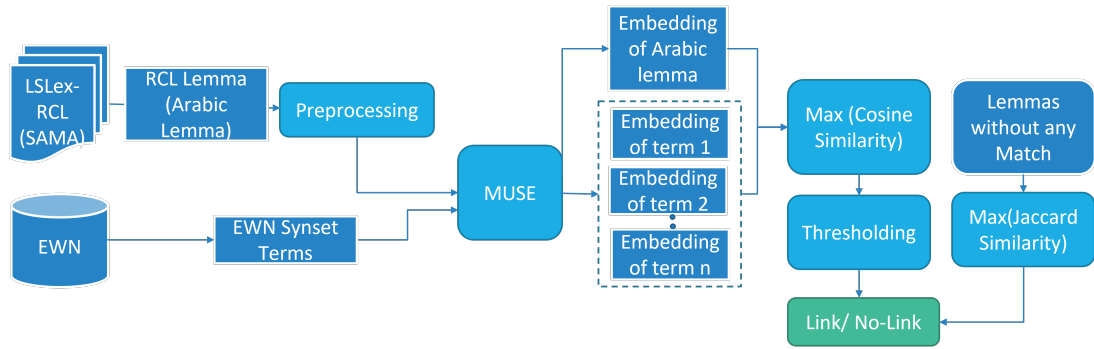 LSLex-
RCL
(SAMA)
RCL Lemma
(Arabic
Lemma)
Preprocessing
EWN
EWN Synset
Terms
MUSE
Embedding
of Arabic
lemma
Embedding
of term 1
Embedding
of term 2
Embedding
of term n
Max (Cosine
Similarity)
Thresholding
Link/ No-Link
Lemmas
without any
Match
Max(Jaccard
Similarity)